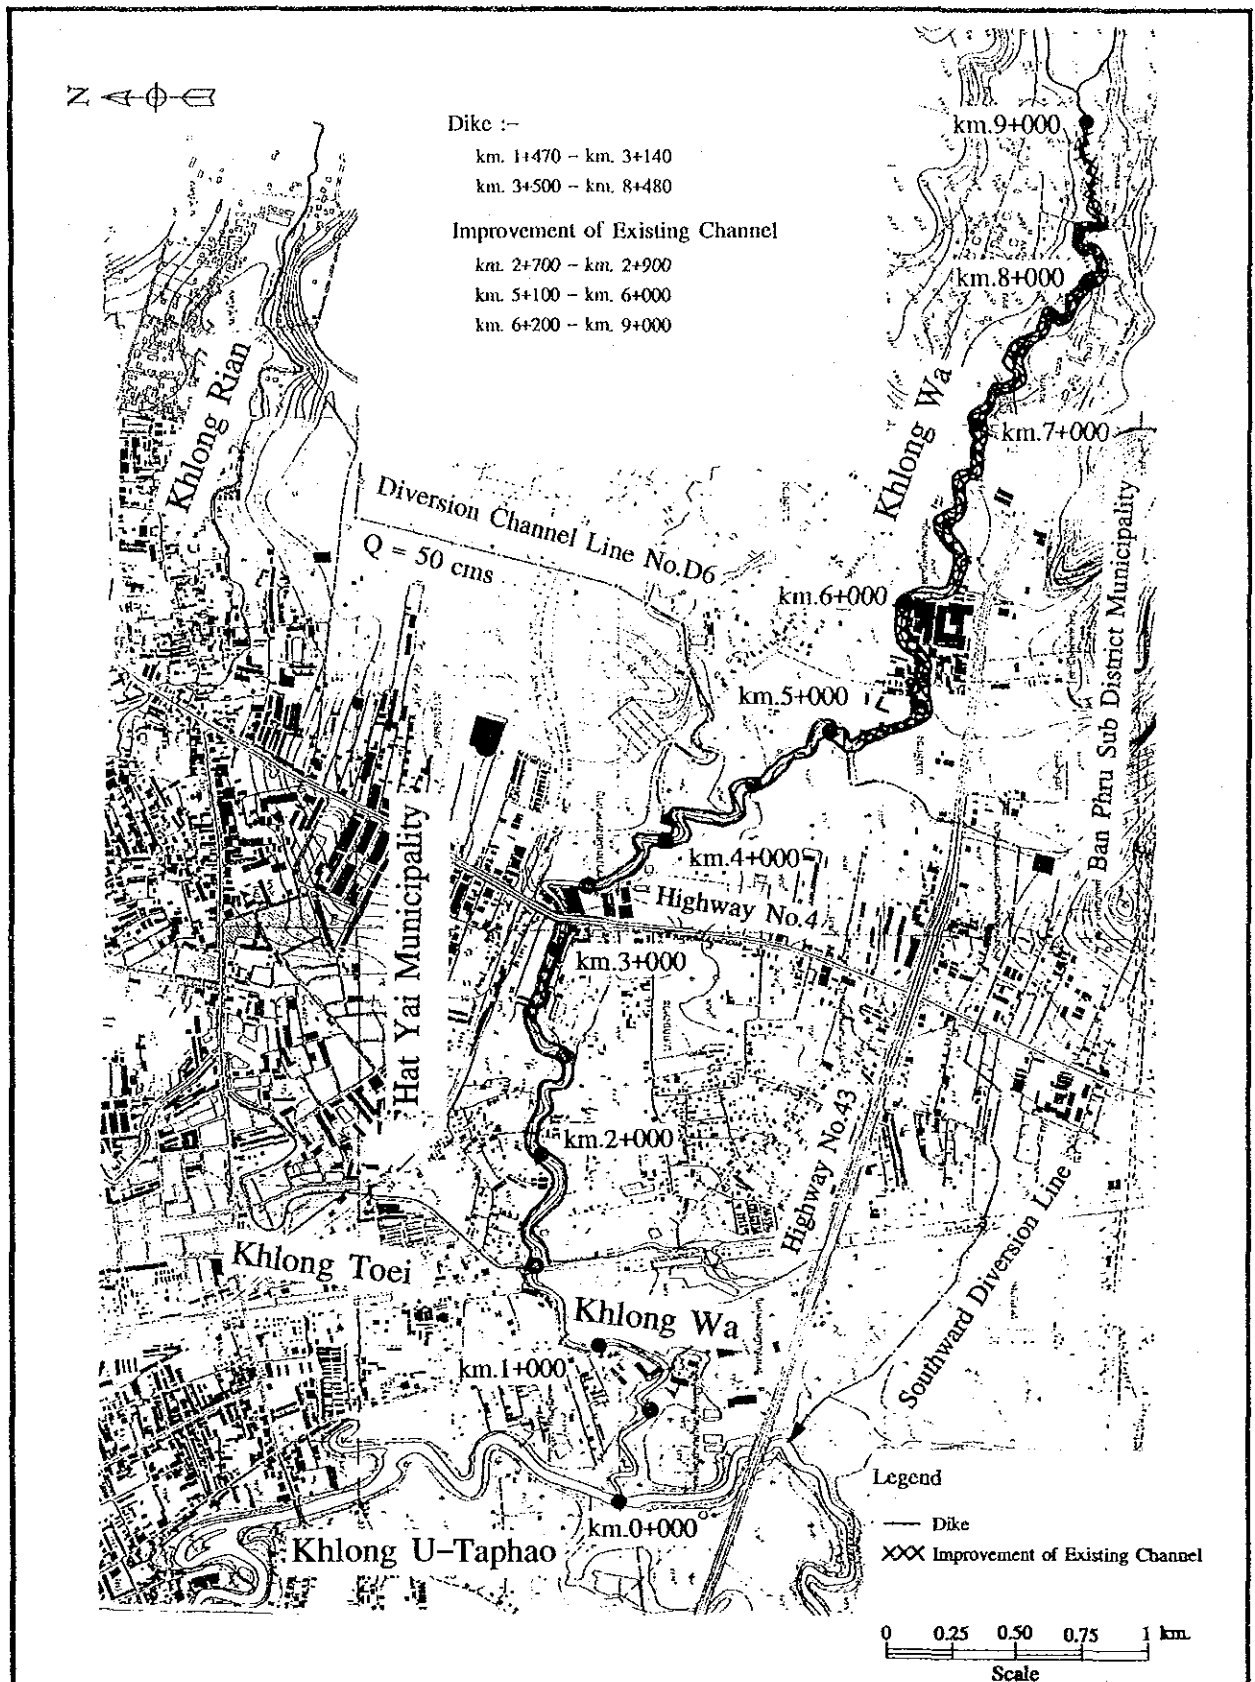 N
Dike :-
km. 1+470 - km. 3+140
km. 3+500 - km. 8+480
Improvement of Existing Channel
km. 2+700 - km. 2+900
km. 5+100 - km. 6+000
km. 6+200 - km. 9+000
km.9+000
km.8+000
Khlong Rian
Khlong Wa
km.7+000
Diversion Channel Line No.D6
Q = 50 cms
km.6+000
Ban Phru Sub District Municipality
km.5+000
Hat Yai Municipality
km.4+000
Highway No.4
km.3+000
km.2+000
Highway No.43
Southward Diversion Line
Khlong Toei
Khlong Wa
km.1+000
km.0+000
Khlong U-Taphao
Legend
Dike
XXX Improvement of Existing Channel
0 0.25 0.50 0.75 1 km.
Scale